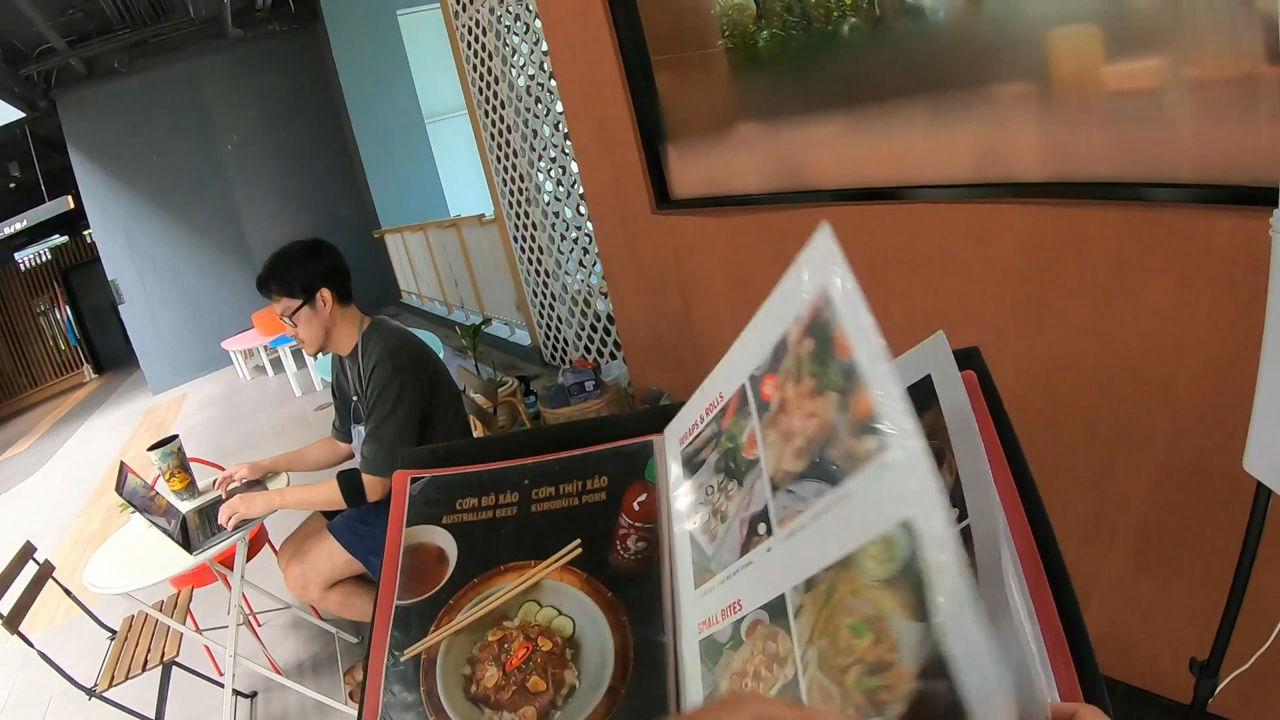 CƠM BÒ XÀO
AUSTRALIAN BEEF
CƠM THỊT XÀO
KUROBUTA PORK
WRAPS & ROLLS
SMALL BITES